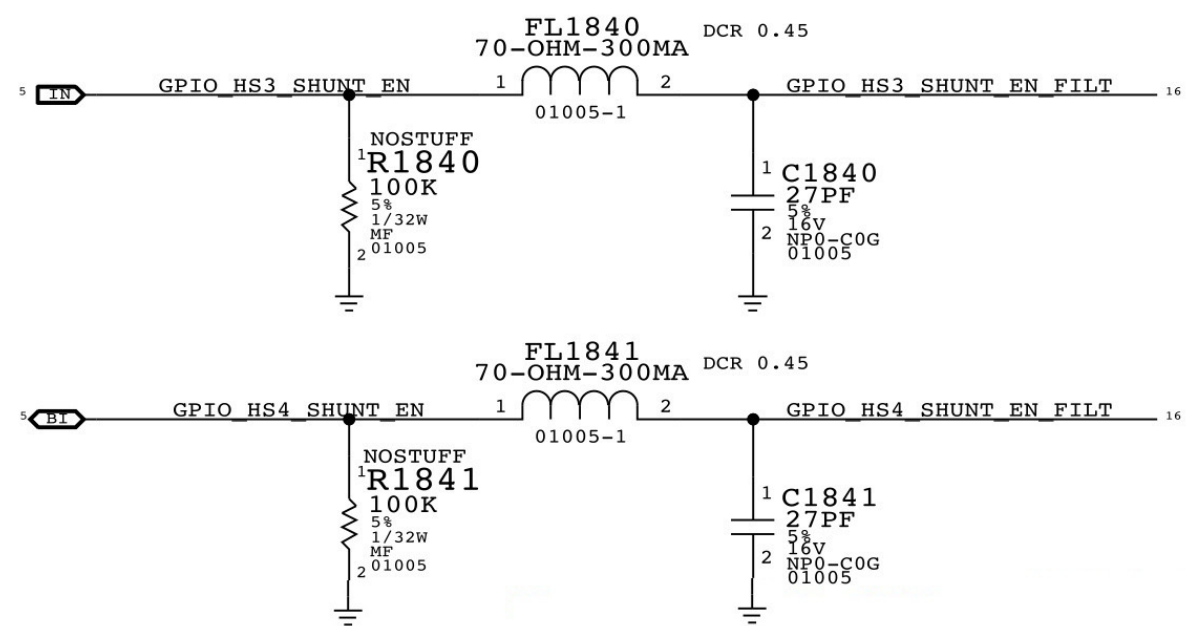 FL1840
DCR 0.45
70-OHM-300MA
5 IN GPIO_HS3_SHUNT_EN 1 2 GPIO_HS3_SHUNT_EN_FILT 16
01005-1
NOSTUFF
1 R1840
100K
5%
1/32W
MF
2 01005
1 C1840
27PF
5%
16V
2 NP0-C0G
01005
FL1841
DCR 0.45
70-OHM-300MA
5 BI GPIO_HS4_SHUNT_EN 1 2 GPIO_HS4_SHUNT_EN_FILT 16
01005-1
NOSTUFF
1 R1841
100K
5%
1/32W
MF
2 01005
1 C1841
27PF
5%
16V
2 NP0-C0G
01005